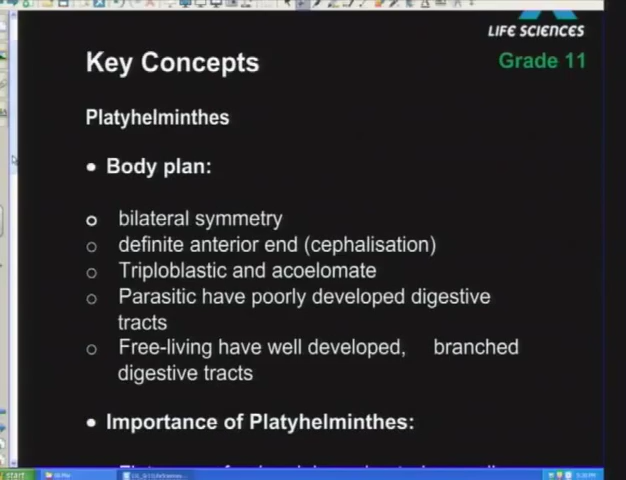 LIFE SCIENCES
Key Concepts
Grade 11
Platyhelminthes
• Body plan:
o bilateral symmetry
o definite anterior end (cephalisation)
o Triploblastic and acoelomate
o Parasitic have poorly developed digestive
tracts
o Free-living have well developed, branched
digestive tracts
• Importance of Platyhelminthes:
start